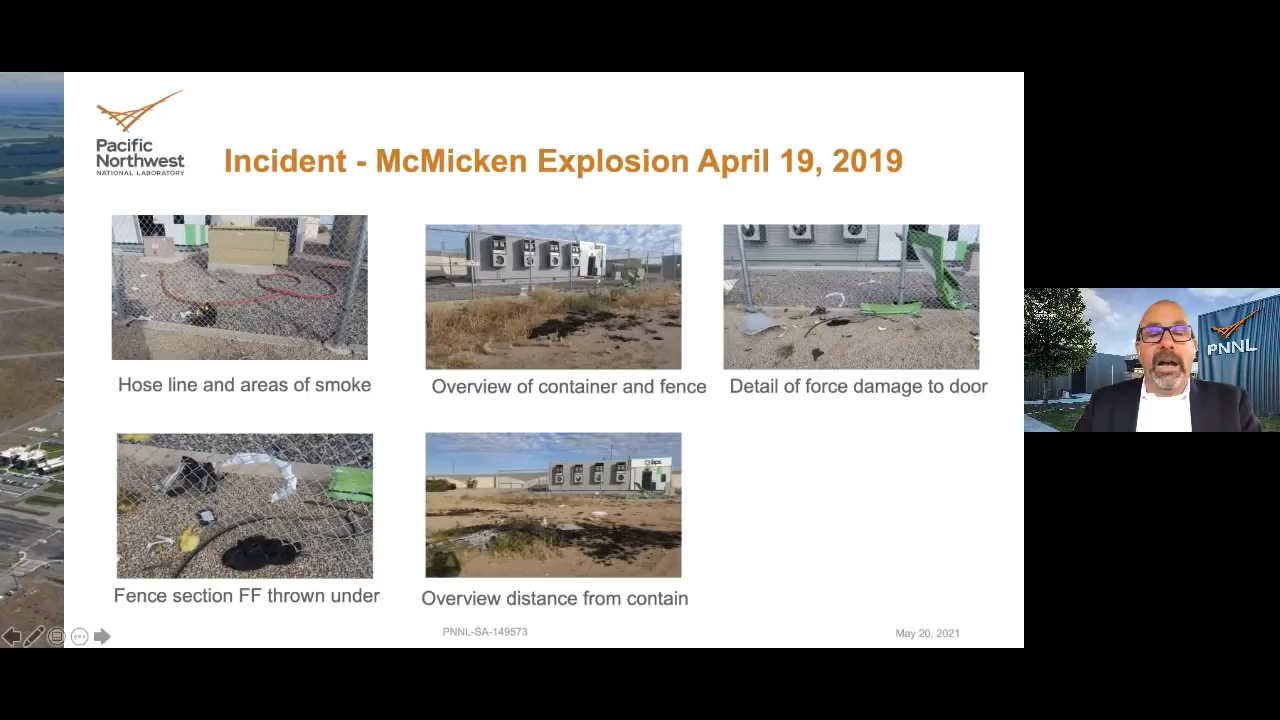 Pacific
Northwest
NATIONAL LABORATORY
Incident - McMicken Explosion April 19, 2019
Hose line and areas of smoke
Overview of container and fence
Detail of force damage to door
aps
PNNL
Fence section FF thrown under
Overview distance from contain
PNNL-SA-149573
May 20, 2021